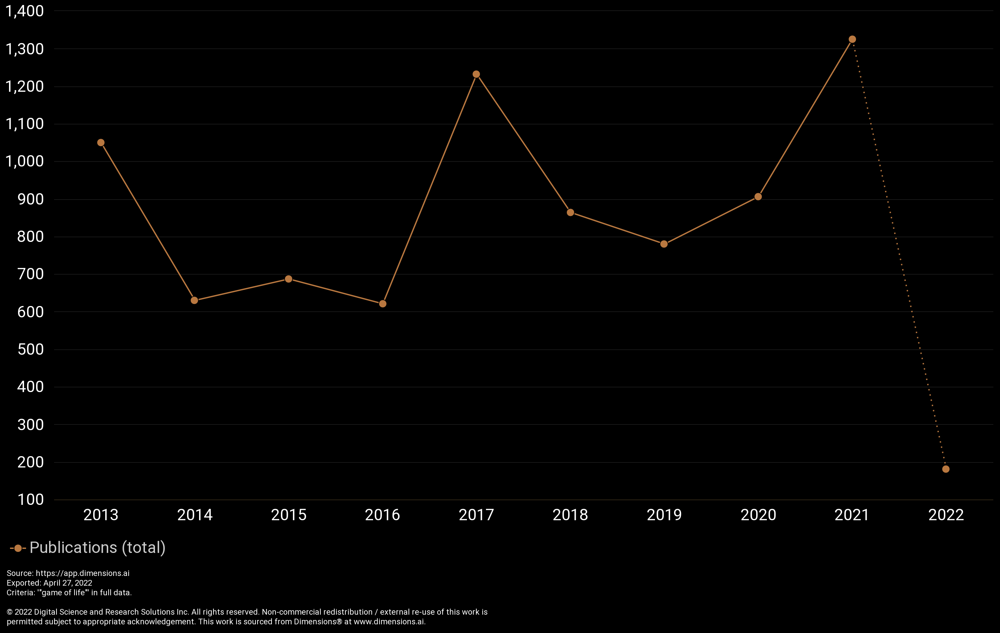 1,400
1,300
1,200
1,100
1,000
900
800
700
600
500
400
300
200
100
2013 2014 2015 2016 2017 2018 2019 2020 2021 2022
Publications (total)
Source: https://app.dimensions.ai
Exported: April 27, 2022
Criteria: '"game of life"' in full data.
© 2022 Digital Science and Research Solutions Inc. All rights reserved. Non-commercial redistribution / external re-use of this work is
permitted subject to appropriate acknowledgement. This work is sourced from Dimensions® at www.dimensions.ai.